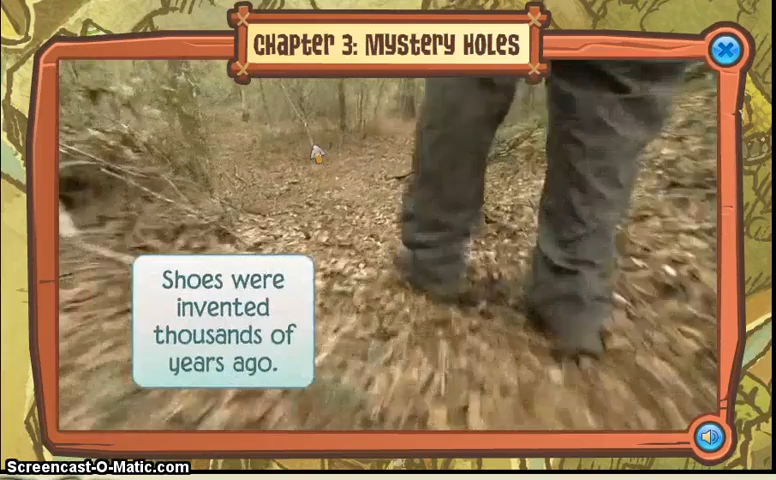 Chapter 3: Mystery Holes
Shoes were
invented
thousands of
years ago.
Screencast-O-Matic.com